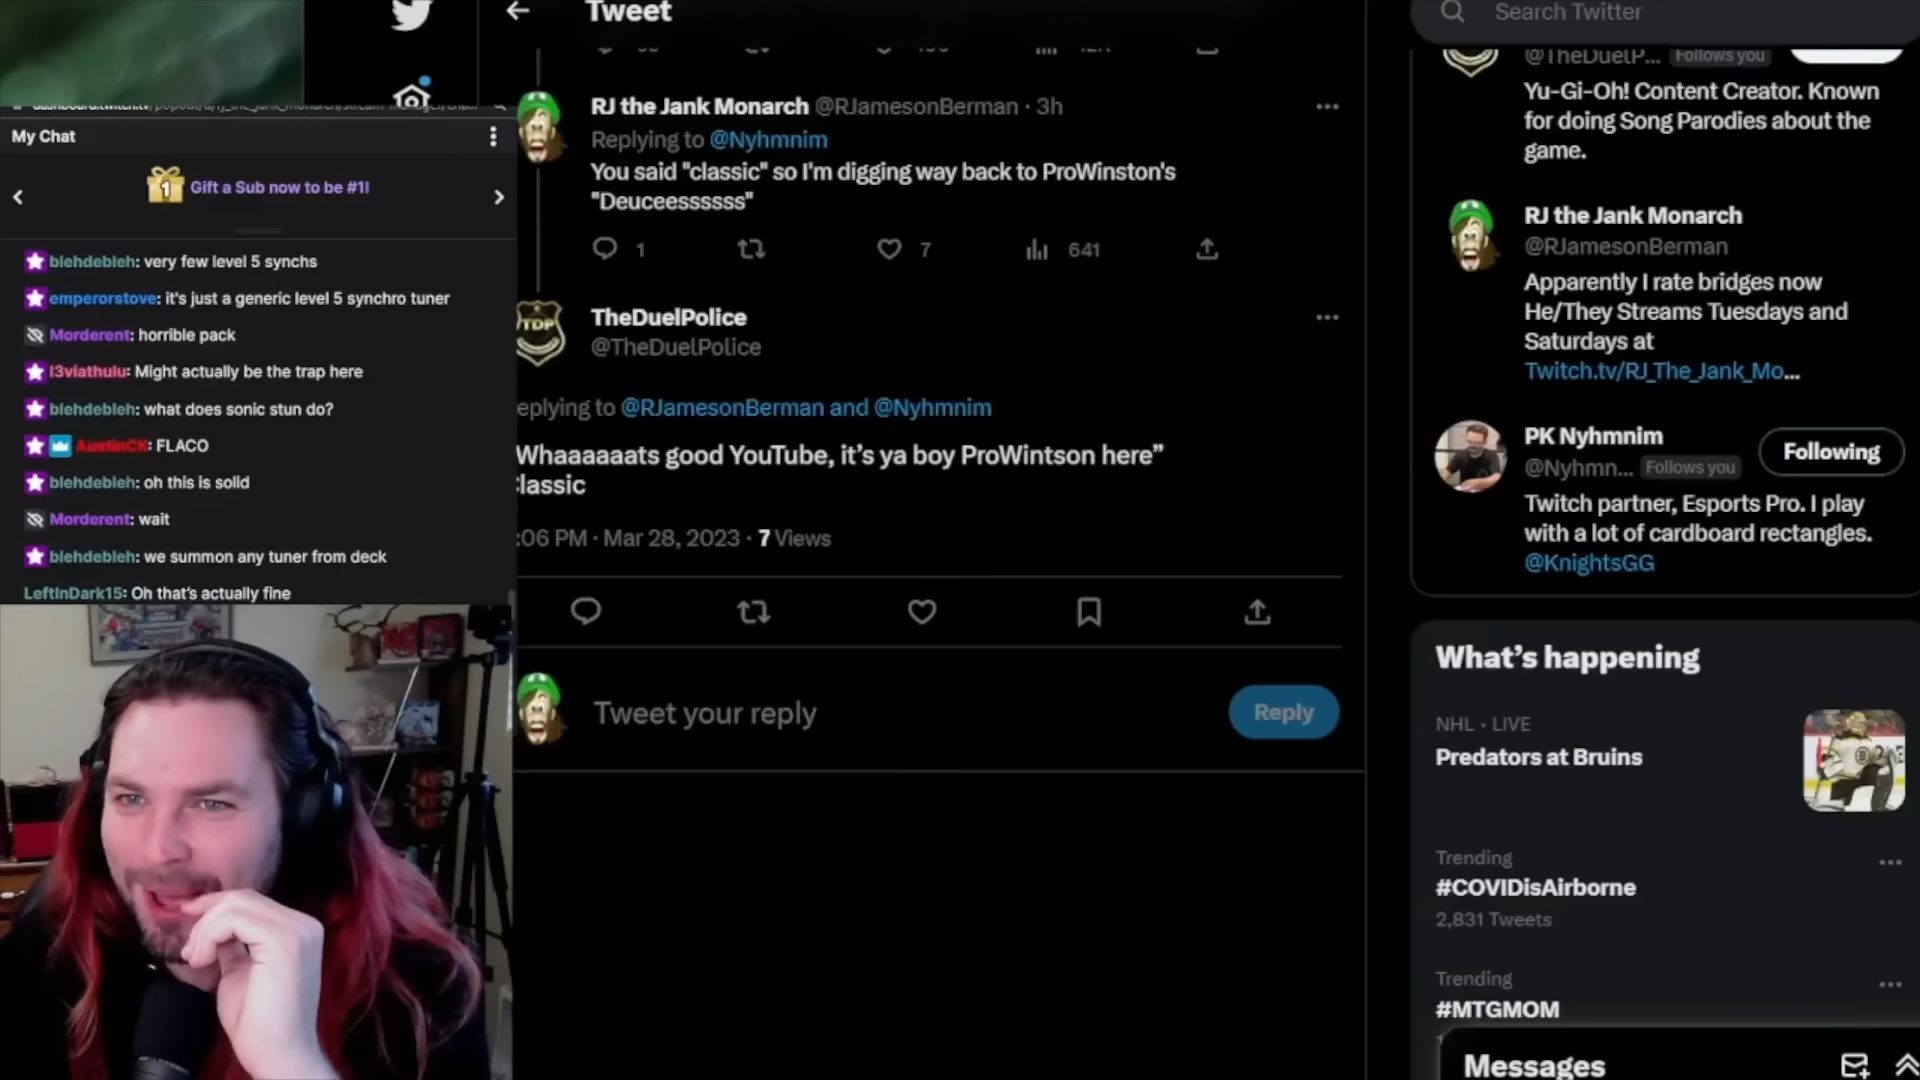 Tweet
Search Twitter
dashboard.twitch.tv
My Chat
Gift a Sub now to be #1!
1
blehdebleh: very few level 5 synchs
emperorstove: it's just a generic level 5 synchro tuner
Morderent: horrible pack
l3viathulu: Might actually be the trap here
blehdebleh: what does sonic stun do?
AustinCK: FLACO
blehdebleh: oh this is solid
Morderent: wait
blehdebleh: we summon any tuner from deck
LeftInDark15: Oh that's actually fine
RJ the Jank Monarch @RJamesonBerman · 3h
Replying to @Nyhmnim
You said "classic" so I'm digging way back to ProWinston's
"Deuceessssss"
1 7 641
TDP
TheDuelPolice
@TheDuelPolice
eplying to @RJamesonBerman and @Nyhmnim
Whaaaaaats good YouTube, it's ya boy ProWintson here"
lassic
:06 PM · Mar 28, 2023 · 7 Views
Tweet your reply
Reply
@TheDuelP... Follows you
Yu-Gi-Oh! Content Creator. Known
for doing Song Parodies about the
game.
RJ the Jank Monarch
@RJamesonBerman
Apparently I rate bridges now
He/They Streams Tuesdays and
Saturdays at
Twitch.tv/RJ_The_Jank_Mo...
PK Nyhmnim
@Nyhmn... Follows you
Following
Twitch partner, Esports Pro. I play
with a lot of cardboard rectangles.
@KnightsGG
What's happening
NHL · LIVE
Predators at Bruins
Trending
#COVIDisAirborne
2,831 Tweets
Trending
#MTGMOM
Messages